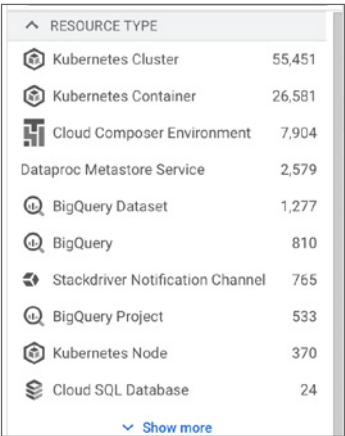 RESOURCE TYPE
Kubernetes Cluster 55,451
Kubernetes Container 26,581
Cloud Composer Environment 7,904
Dataproc Metastore Service 2,579
BigQuery Dataset 1,277
BigQuery 810
Stackdriver Notification Channel 765
BigQuery Project 533
Kubernetes Node 370
Cloud SQL Database 24
Show more